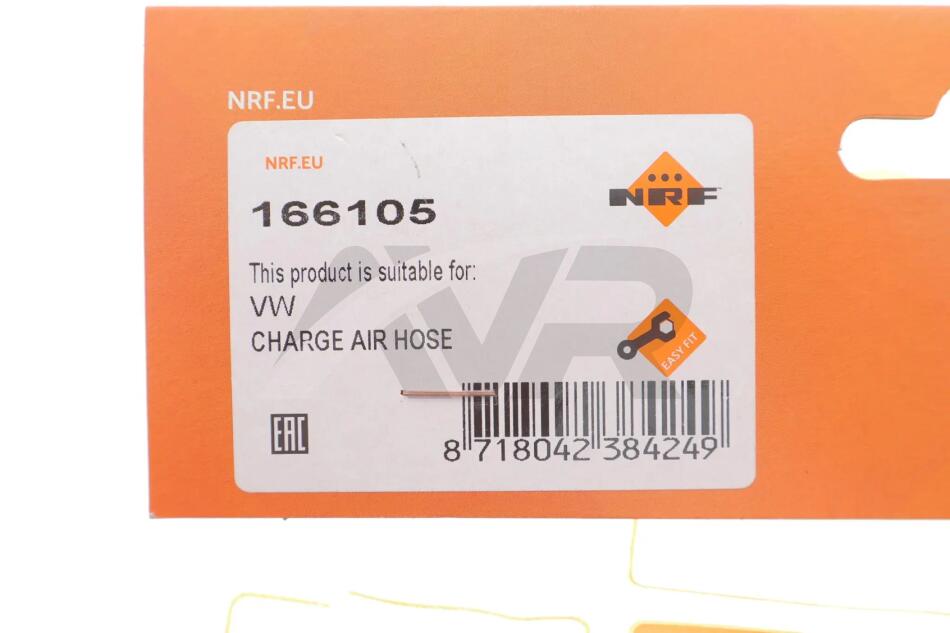 NRF.EU
NRF.EU
166105
NRF
This product is suitable for:
VW
CHARGE AIR HOSE
EASY FIT
EAC
8 718042 384249
AVR